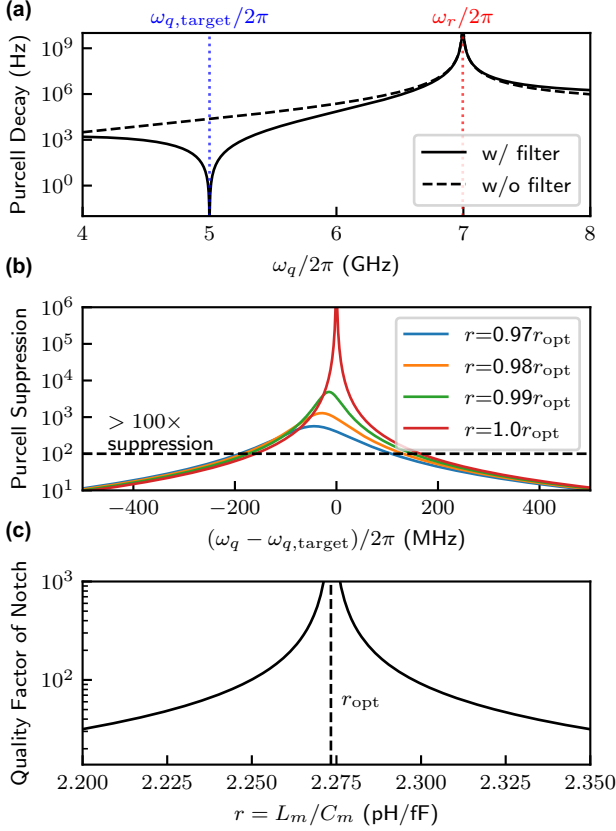 (a)
ω_{q,target}/2π
ω_r/2π
Purcell Decay (Hz)
10^9
10^6
10^3
10^0
w/ filter
w/o filter
4
5
6
7
8
ω_q/2π (GHz)
(b)
Purcell Suppression
10^6
10^5
10^4
10^3
10^2
10^1
r=0.97r_opt
r=0.98r_opt
r=0.99r_opt
r=1.0r_opt
> 100×
suppression
−400
−200
0
200
400
(ω_q − ω_{q,target})/2π (MHz)
(c)
Quality Factor of Notch
10^3
10^2
r_opt
2.200
2.225
2.250
2.275
2.300
2.325
2.350
r = L_m/C_m (pH/fF)